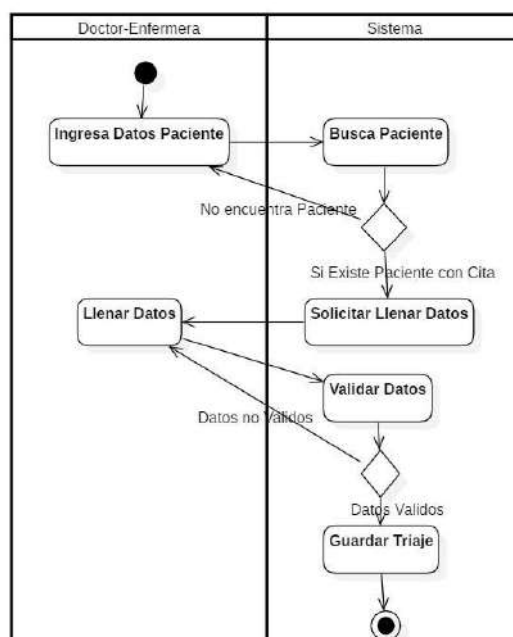 Doctor-Enfermera
Sistema
Ingresa Datos Paciente
Busca Paciente
No encuentra Paciente
Si Existe Paciente con Cita
Llenar Datos
Solicitar Llenar Datos
Validar Datos
Datos no Validos
Datos Validos
Guardar Triaje